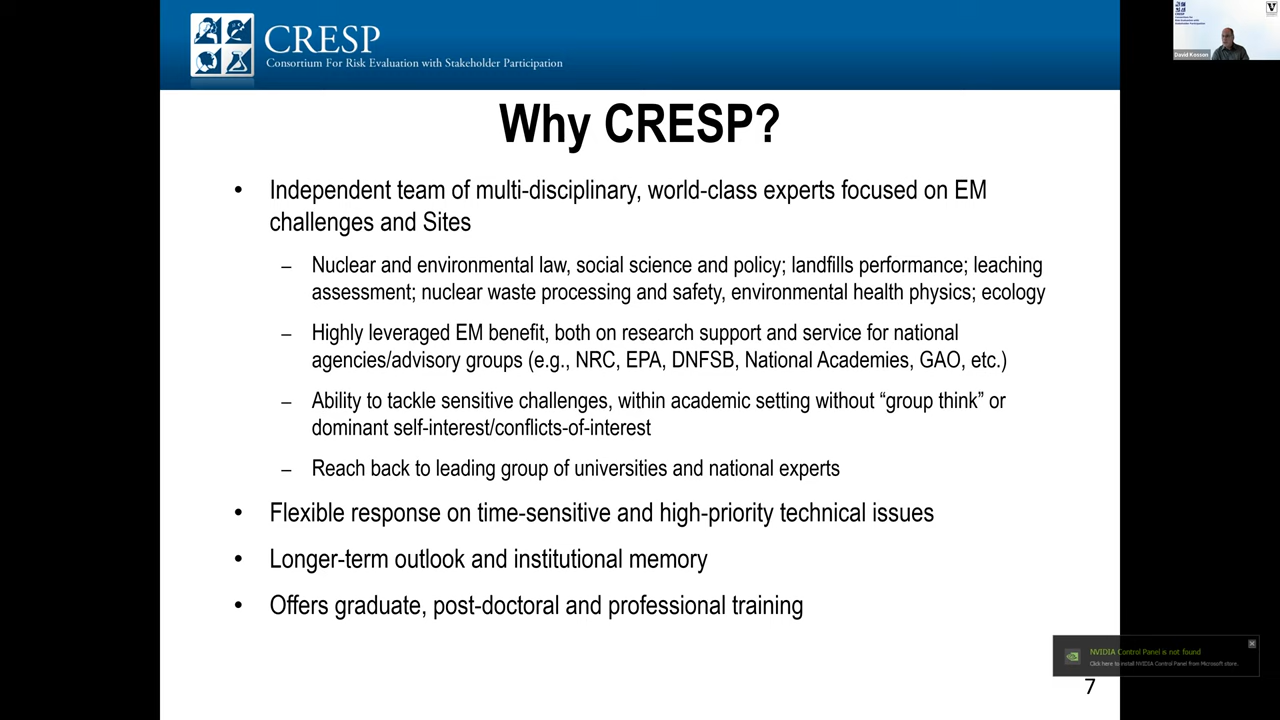 CRESP
Consortium For Risk Evaluation with Stakeholder Participation
Why CRESP?
• Independent team of multi-disciplinary, world-class experts focused on EM
challenges and Sites
– Nuclear and environmental law, social science and policy; landfills performance; leaching
assessment; nuclear waste processing and safety, environmental health physics; ecology
– Highly leveraged EM benefit, both on research support and service for national
agencies/advisory groups (e.g., NRC, EPA, DNFSB, National Academies, GAO, etc.)
– Ability to tackle sensitive challenges, within academic setting without “group think” or
dominant self-interest/conflicts-of-interest
– Reach back to leading group of universities and national experts
• Flexible response on time-sensitive and high-priority technical issues
• Longer-term outlook and institutional memory
• Offers graduate, post-doctoral and professional training
7
NVIDIA Control Panel is not found
Click here to install NVIDIA Control Panel from Microsoft store.
CRESP
V
David Kosson